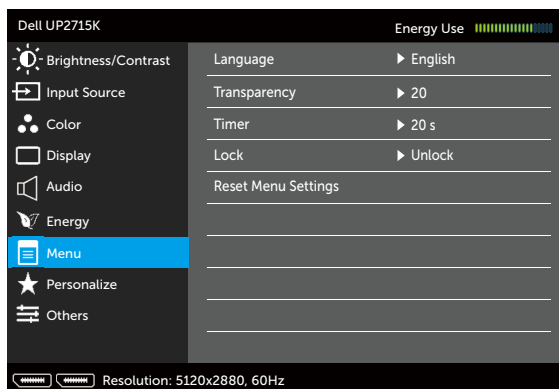 Dell UP2715K
Energy Use
Brightness/Contrast
Language
English
Input Source
Transparency
20
Color
Timer
20 s
Display
Lock
Unlock
Audio
Reset Menu Settings
Energy
Menu
Personalize
Others
Resolution: 5120x2880, 60Hz